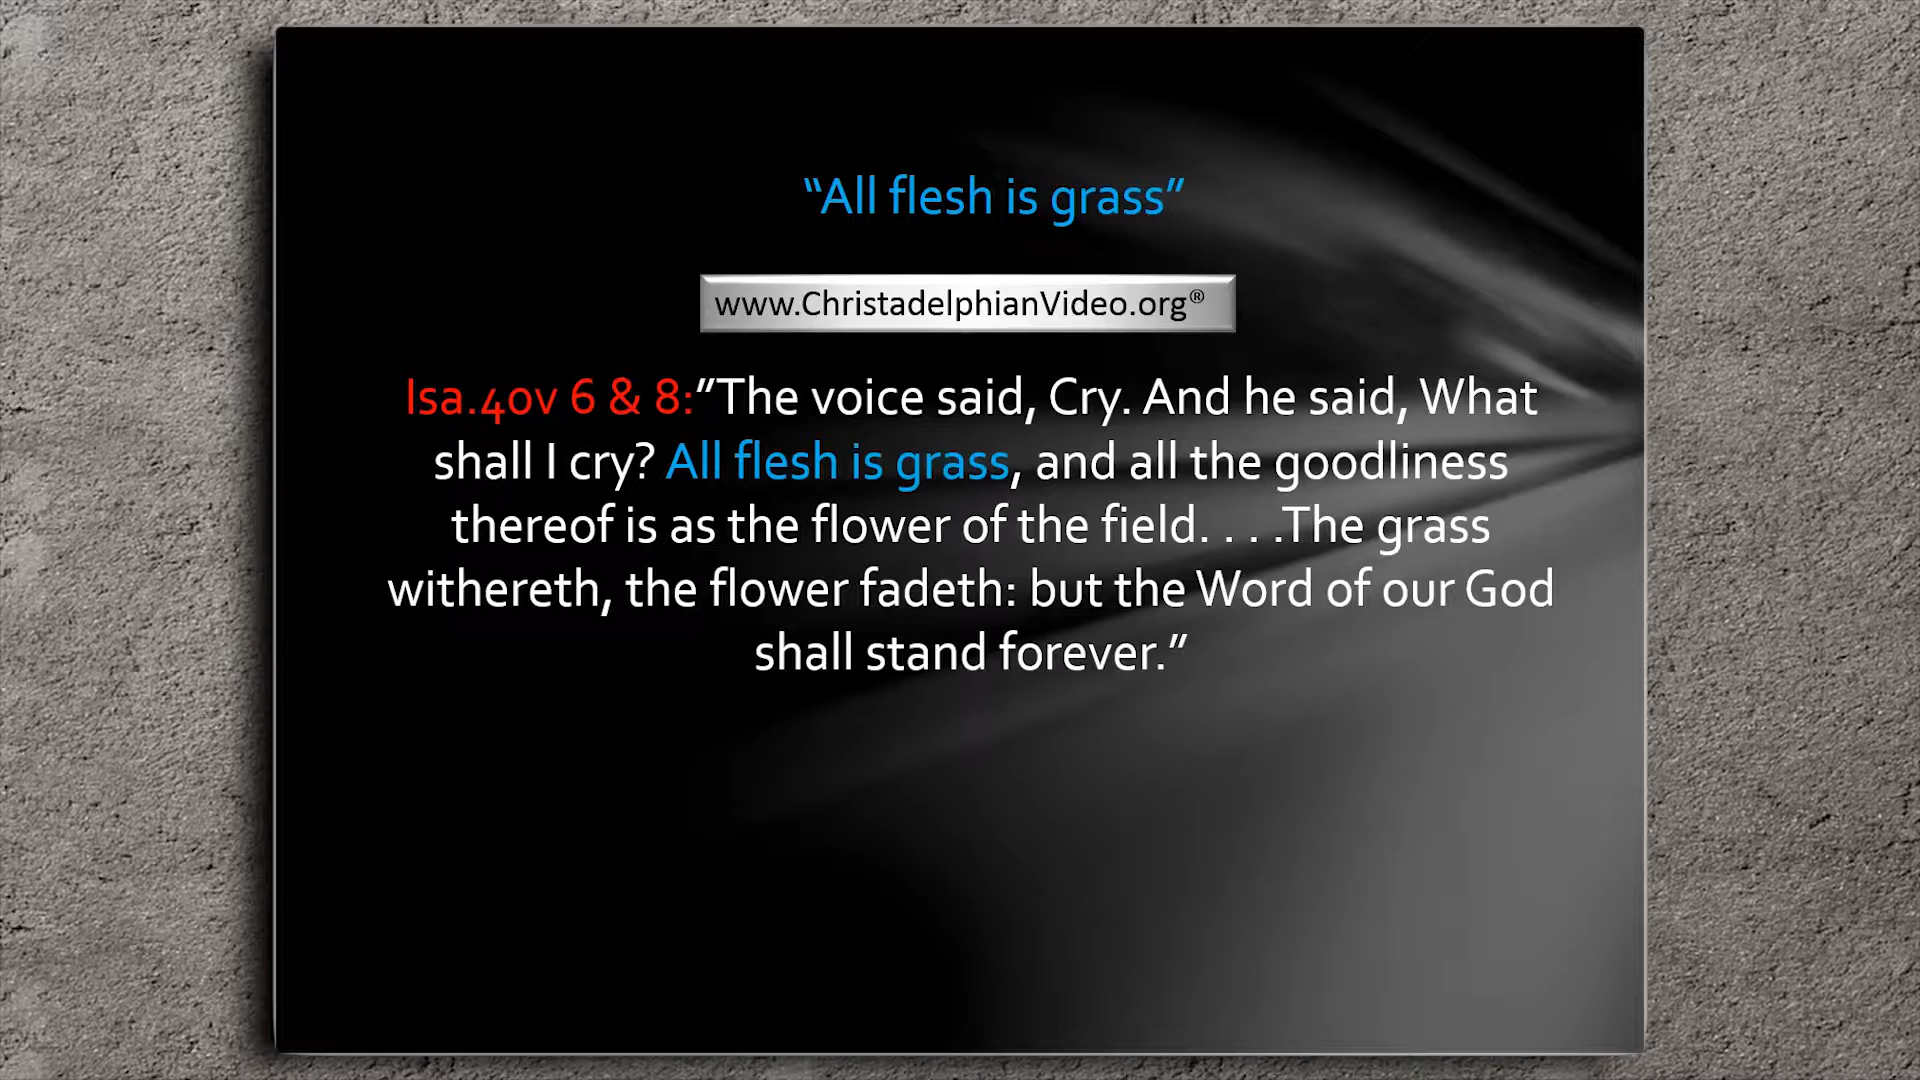 “All flesh is grass”
www.ChristadelphianVideo.org®
Isa.40v 6 & 8:”The voice said, Cry. And he said, What
shall I cry? All flesh is grass, and all the goodliness
thereof is as the flower of the field. . . .The grass
withereth, the flower fadeth: but the Word of our God
shall stand forever.”